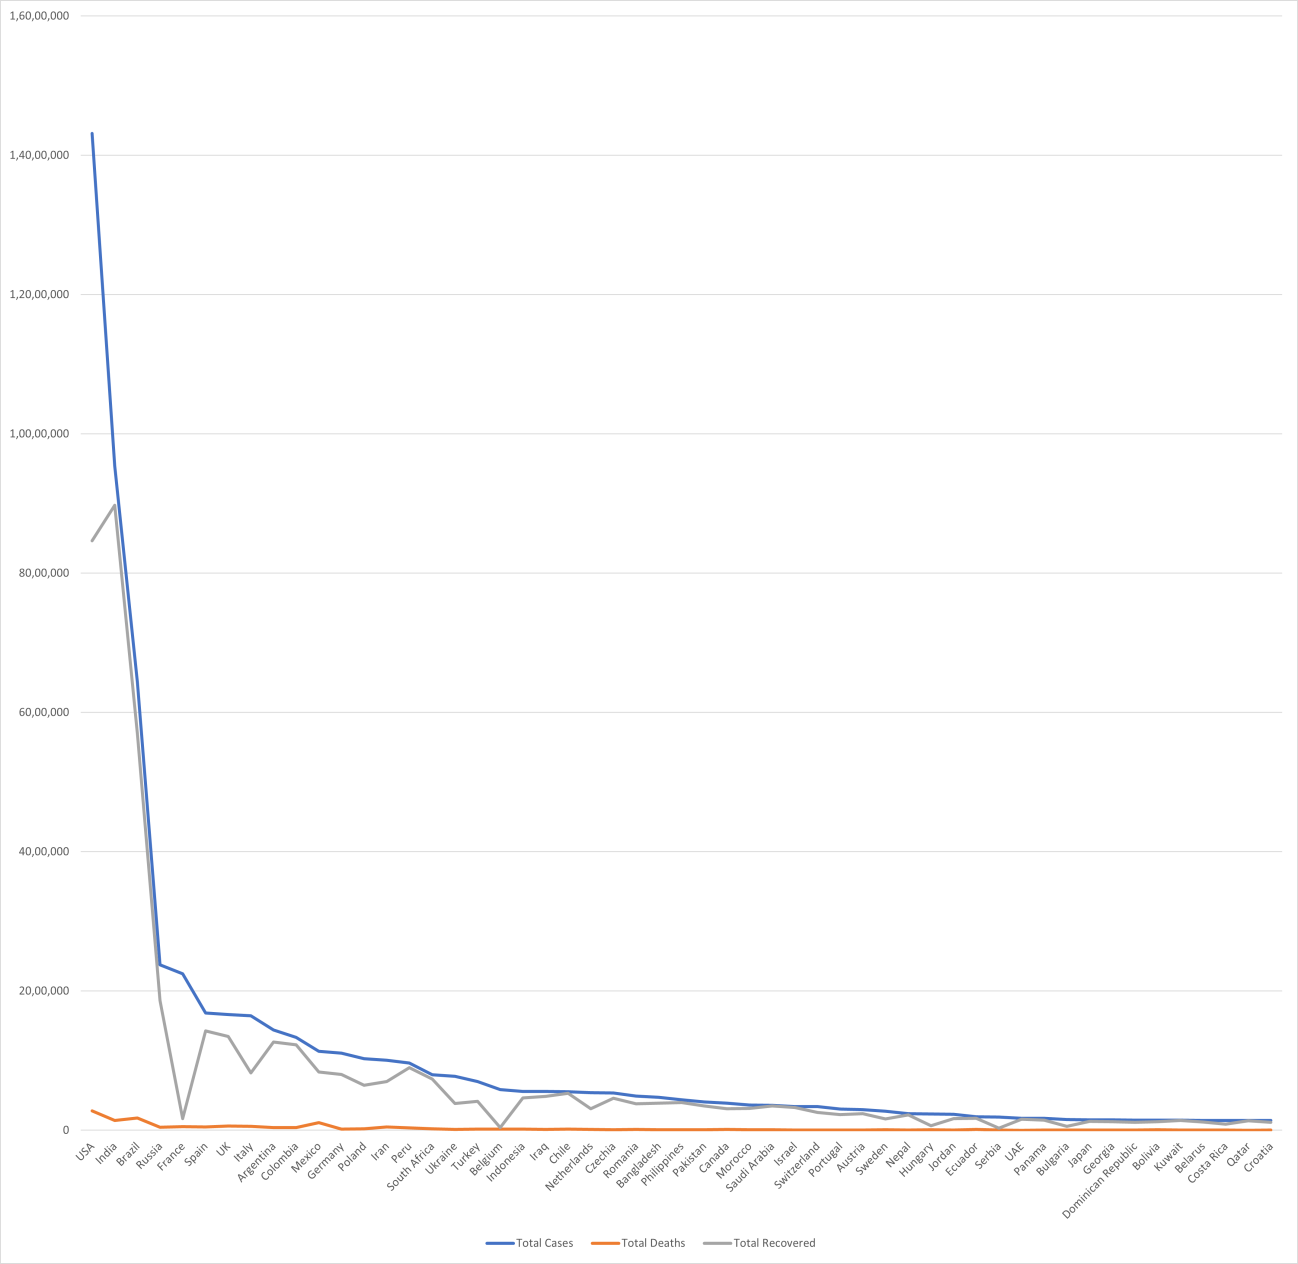 1,60,00,000
1,40,00,000
1,20,00,000
1,00,00,000
80,00,000
60,00,000
40,00,000
20,00,000
0
USA
India
Brazil
Russia
France
Spain
UK
Italy
Argentina
Colombia
Mexico
Germany
Poland
Iran
Peru
South Africa
Ukraine
Turkey
Belgium
Indonesia
Iraq
Chile
Netherlands
Czechia
Romania
Bangladesh
Philippines
Pakistan
Canada
Morocco
Saudi Arabia
Israel
Switzerland
Portugal
Austria
Sweden
Nepal
Hungary
Jordan
Ecuador
Serbia
UAE
Panama
Bulgaria
Japan
Georgia
Dominican Republic
Bolivia
Kuwait
Belarus
Costa Rica
Qatar
Croatia
Total Cases Total Deaths Total Recovered